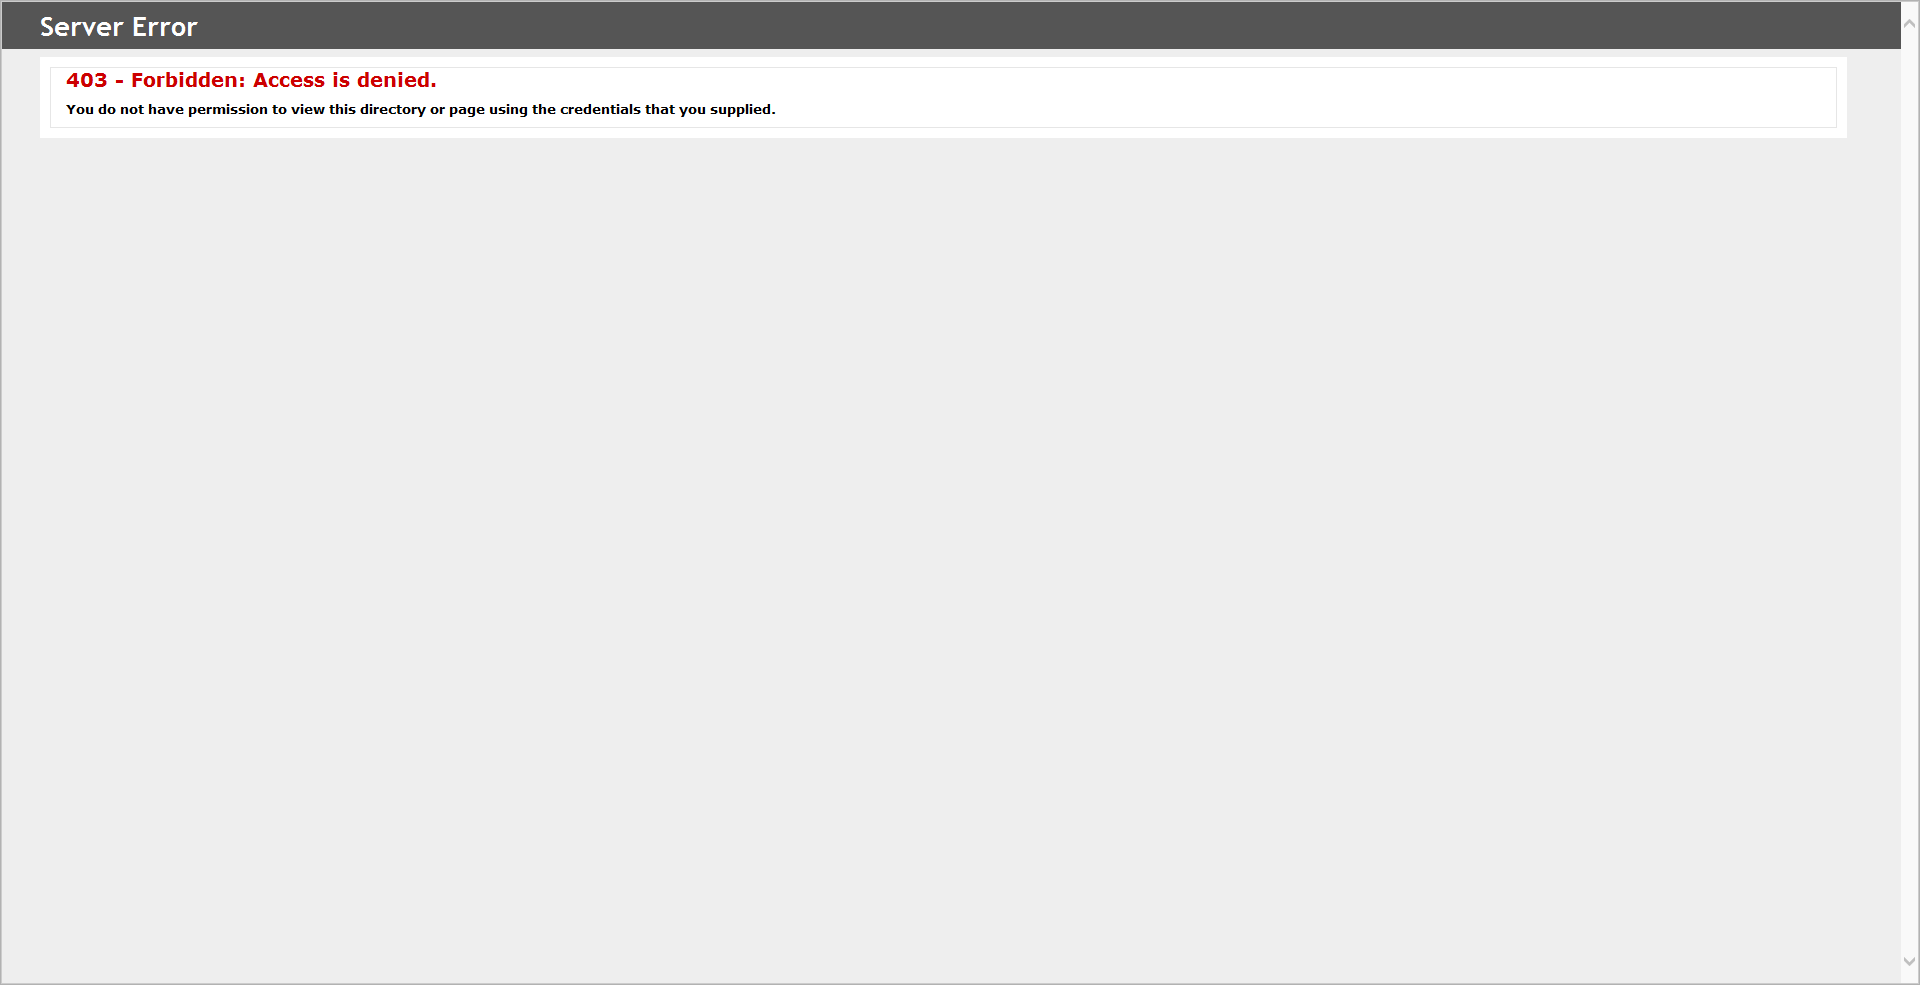 Server Error
403 - Forbidden: Access is denied.
You do not have permission to view this directory or page using the credentials that you supplied.